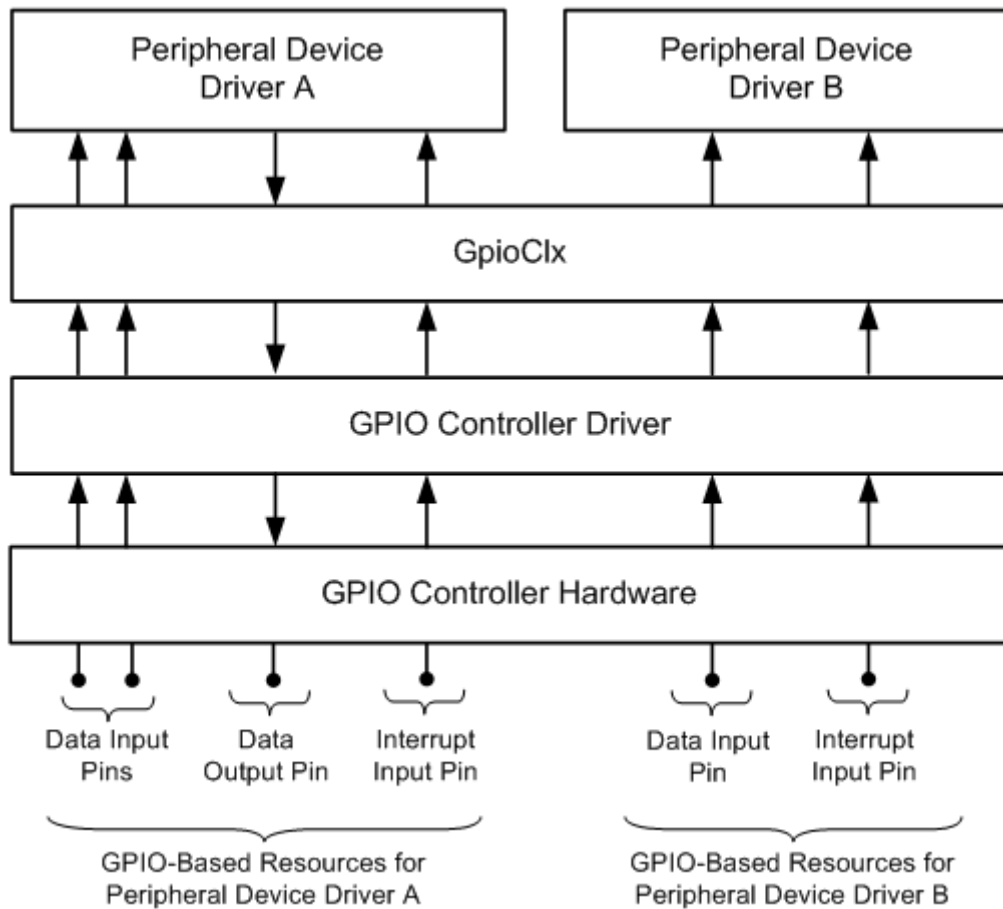 Peripheral Device
Driver A
Peripheral Device
Driver B
GpioClx
GPIO Controller Driver
GPIO Controller Hardware
Data Input
Pins
Data
Output Pin
Interrupt
Input Pin
Data Input
Pin
Interrupt
Input Pin
GPIO-Based Resources for
Peripheral Device Driver A
GPIO-Based Resources for
Peripheral Device Driver B